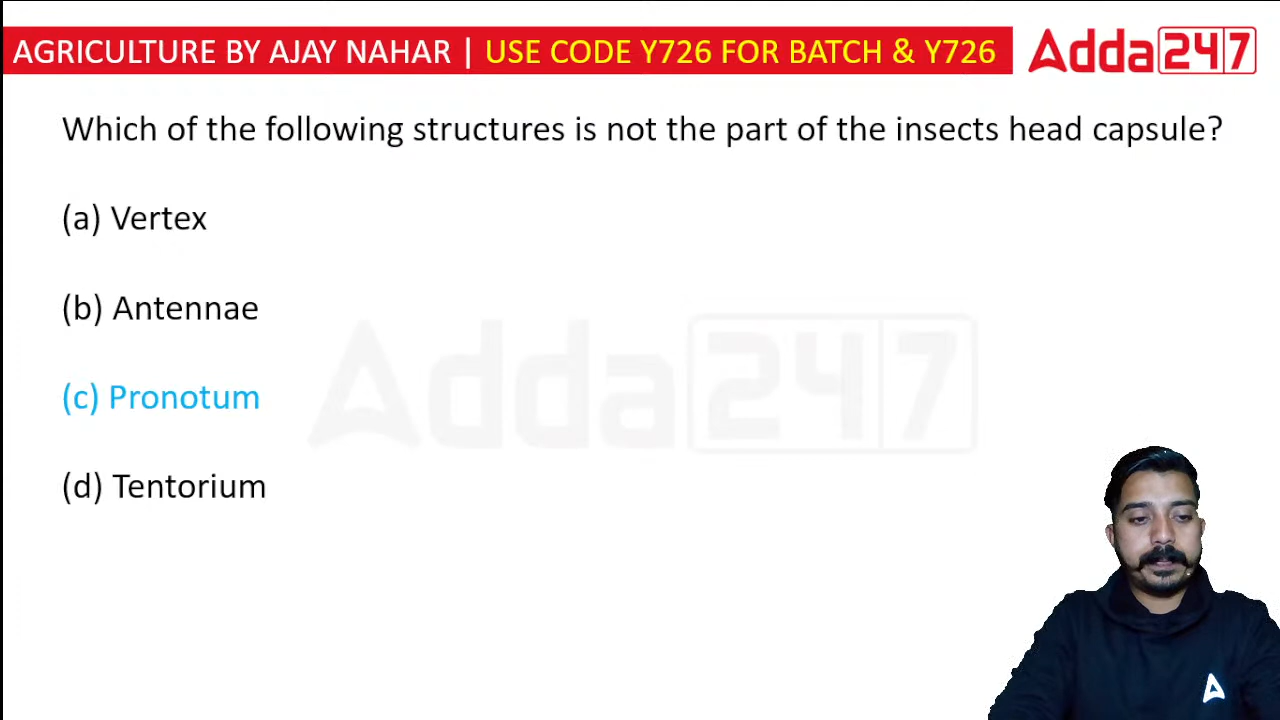 AGRICULTURE BY AJAY NAHAR | USE CODE Y726 FOR BATCH & Y726
Adda247
Which of the following structures is not the part of the insects head capsule?
(a) Vertex
(b) Antennae
(c) Pronotum
(d) Tentorium
Adda247